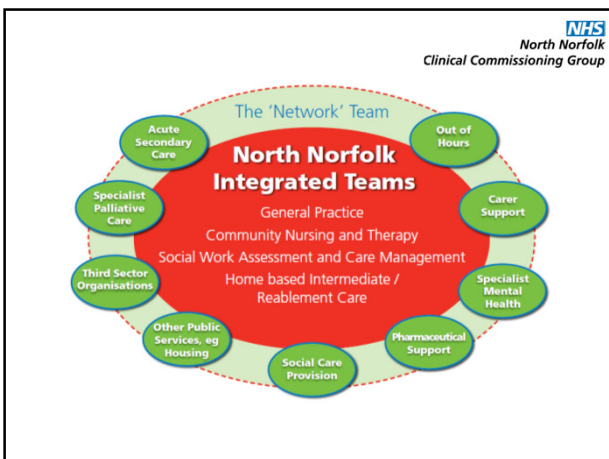 NHS
North Norfolk
Clinical Commissioning Group
The 'Network' Team
Acute
Secondary
Care
Out of
Hours
North Norfolk
Integrated Teams
General Practice
Community Nursing and Therapy
Social Work Assessment and Care Management
Home based Intermediate /
Reablement Care
Specialist
Palliative
Care
Carer
Support
Third Sector
Organisations
Specialist
Mental
Health
Other Public
Services, eg
Housing
Pharmaceutical
Support
Social Care
Provision